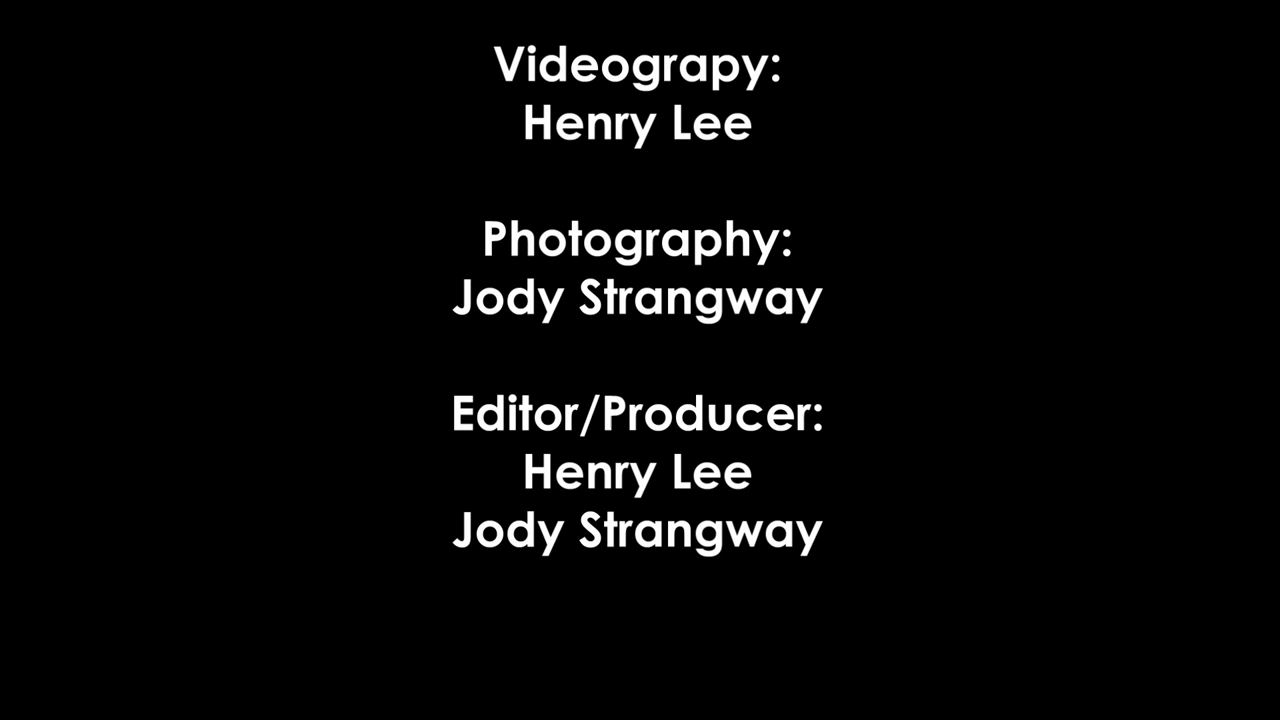 Videograpy:
Henry Lee
Photography:
Jody Strangway
Editor/Producer:
Henry Lee
Jody Strangway